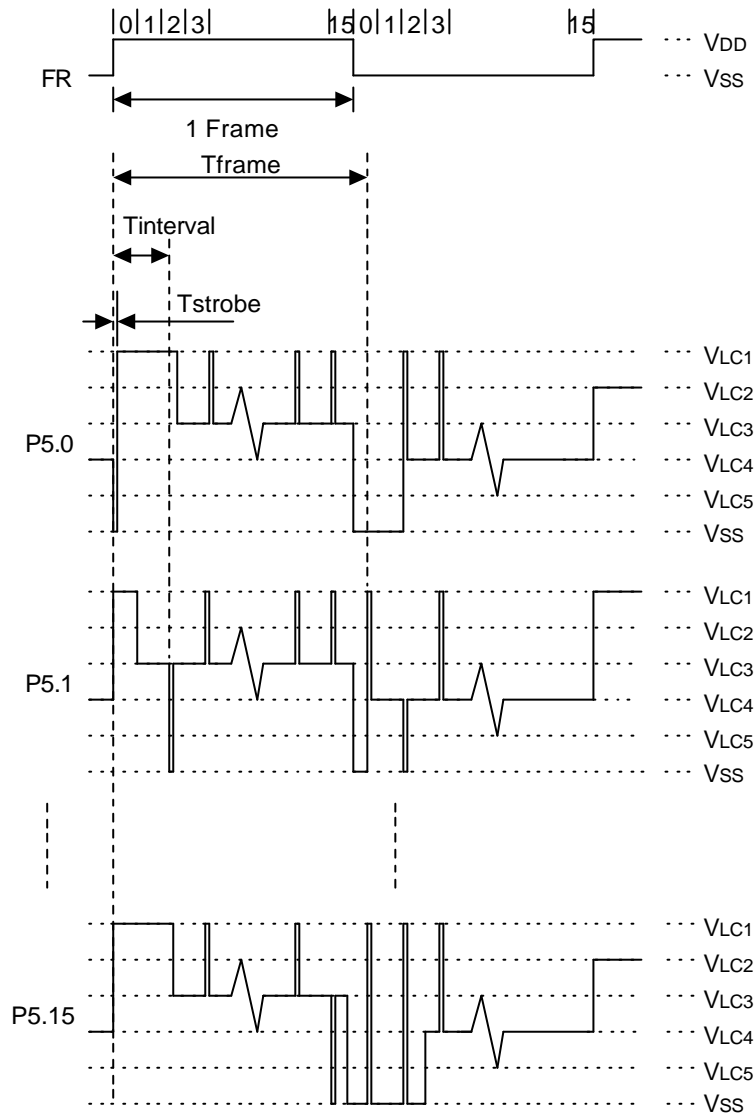 0 1 2 3 15 0 1 2 3 15
VDD
FR
VSS
1 Frame
Tframe
Tinterval
Tstrobe
VLC1
VLC2
VLC3
P5.0
VLC4
VLC5
VSS
VLC1
VLC2
VLC3
P5.1
VLC4
VLC5
VSS
VLC1
VLC2
VLC3
P5.15
VLC4
VLC5
VSS